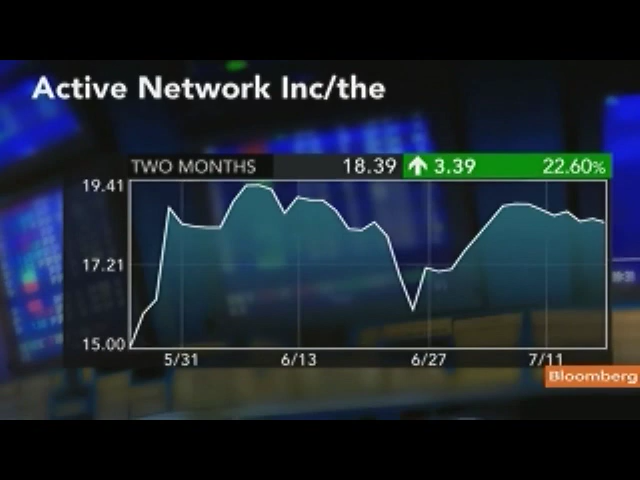 Active Network Inc/the
TWO MONTHS 18.39 3.39 22.60%
19.41
17.21
15.00
5/31 6/13 6/27 7/11
Bloomberg